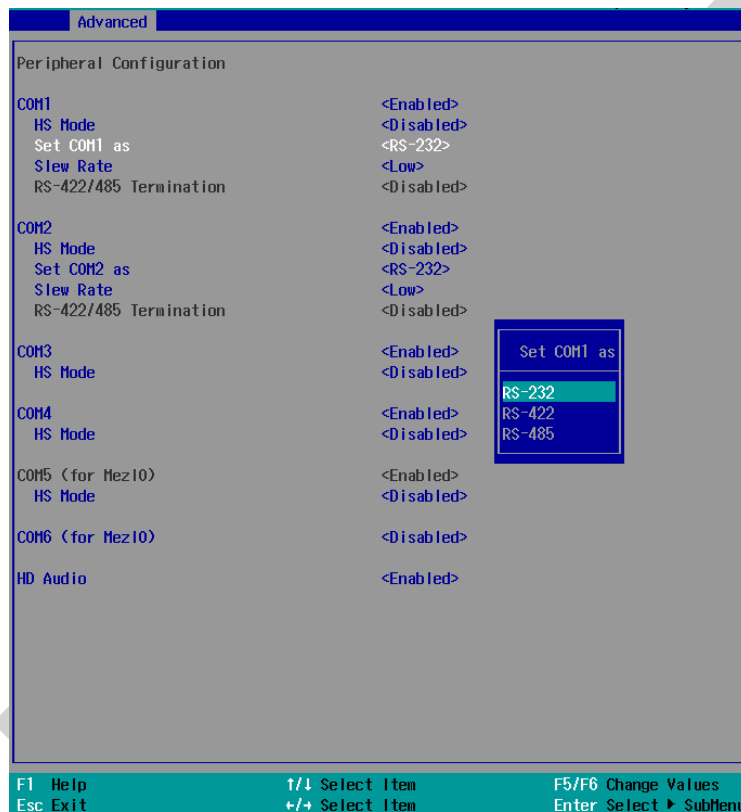 Advanced
Peripheral Configuration
COM1 <Enabled>
HS Mode <Disabled>
Set COM1 as <RS-232>
Slew Rate <Low>
RS-422/485 Termination <Disabled>
COM2 <Enabled>
HS Mode <Disabled>
Set COM2 as <RS-232>
Slew Rate <Low>
RS-422/485 Termination <Disabled>
COM3 <Enabled>
HS Mode <Disabled>
COM4 <Enabled>
HS Mode <Disabled>
COM5 (for MezIO) <Enabled>
HS Mode <Disabled>
COM6 (for MezIO) <Disabled>
HD Audio <Enabled>
Set COM1 as
RS-232
RS-422
RS-485
F1 Help ↑/↓ Select Item F5/F6 Change Values
Esc Exit ←/→ Select Item Enter Select ▶ SubMenu